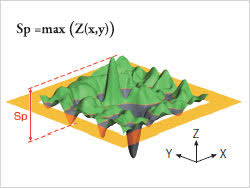 Sp =max (Z(x,y))
Sp
Z
Y X